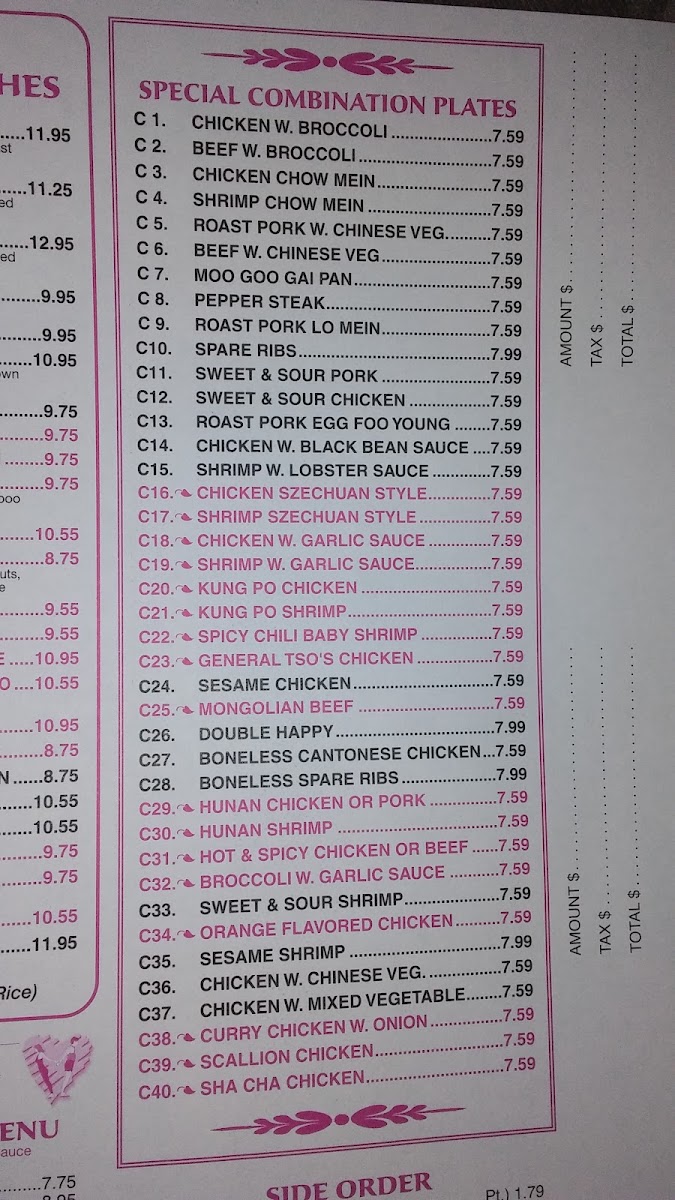 HES
.....11.95
st
......11.25
ed
......12.95
ed
.........9.95
.........9.95
.......10.95
own
.........9.75
.........9.75
.........9.75
.........9.75
boo
.......10.55
.........8.75
uts,
e
.........9.55
.........9.55
E .....10.95
O ....10.55
.......10.95
.........8.75
N ......8.75
.......10.55
.......10.55
.........9.75
.........9.75
.......10.55
.......11.95
Rice)
ENU
auce
.........7.75
SPECIAL COMBINATION PLATES
C 1. CHICKEN W. BROCCOLI ....................7.59
C 2. BEEF W. BROCCOLI..........................7.59
C 3. CHICKEN CHOW MEIN.......................7.59
C 4. SHRIMP CHOW MEIN ........................7.59
C 5. ROAST PORK W. CHINESE VEG.........7.59
C 6. BEEF W. CHINESE VEG......................7.59
C 7. MOO GOO GAI PAN...........................7.59
C 8. PEPPER STEAK................................7.59
C 9. ROAST PORK LO MEIN......................7.59
C10. SPARE RIBS.....................................7.99
C11. SWEET & SOUR PORK ......................7.59
C12. SWEET & SOUR CHICKEN .................7.59
C13. ROAST PORK EGG FOO YOUNG .......7.59
C14. CHICKEN W. BLACK BEAN SAUCE ....7.59
C15. SHRIMP W. LOBSTER SAUCE ............7.59
C16. CHICKEN SZECHUAN STYLE.............7.59
C17. SHRIMP SZECHUAN STYLE ...............7.59
C18. CHICKEN W. GARLIC SAUCE .............7.59
C19. SHRIMP W. GARLIC SAUCE................7.59
C20. KUNG PO CHICKEN ..........................7.59
C21. KUNG PO SHRIMP.............................7.59
C22. SPICY CHILI BABY SHRIMP ...............7.59
C23. GENERAL TSO'S CHICKEN ................7.59
C24. SESAME CHICKEN............................7.59
C25. MONGOLIAN BEEF ...........................7.59
C26. DOUBLE HAPPY ...............................7.99
C27. BONELESS CANTONESE CHICKEN...7.59
C28. BONELESS SPARE RIBS ...................7.99
C29. HUNAN CHICKEN OR PORK ..............7.59
C30. HUNAN SHRIMP ...............................7.59
C31. HOT & SPICY CHICKEN OR BEEF ......7.59
C32. BROCCOLI W. GARLIC SAUCE ..........7.59
C33. SWEET & SOUR SHRIMP...................7.59
C34. ORANGE FLAVORED CHICKEN..........7.59
C35. SESAME SHRIMP .............................7.99
C36. CHICKEN W. CHINESE VEG. ..............7.59
C37. CHICKEN W. MIXED VEGETABLE........7.59
C38. CURRY CHICKEN W. ONION ..............7.59
C39. SCALLION CHICKEN.........................7.59
C40. SHA CHA CHICKEN...........................7.59
SIDE ORDER
Pt.) 1.79
AMOUNT $
TAX $
TOTAL $
AMOUNT $
TAX $
TOTAL $